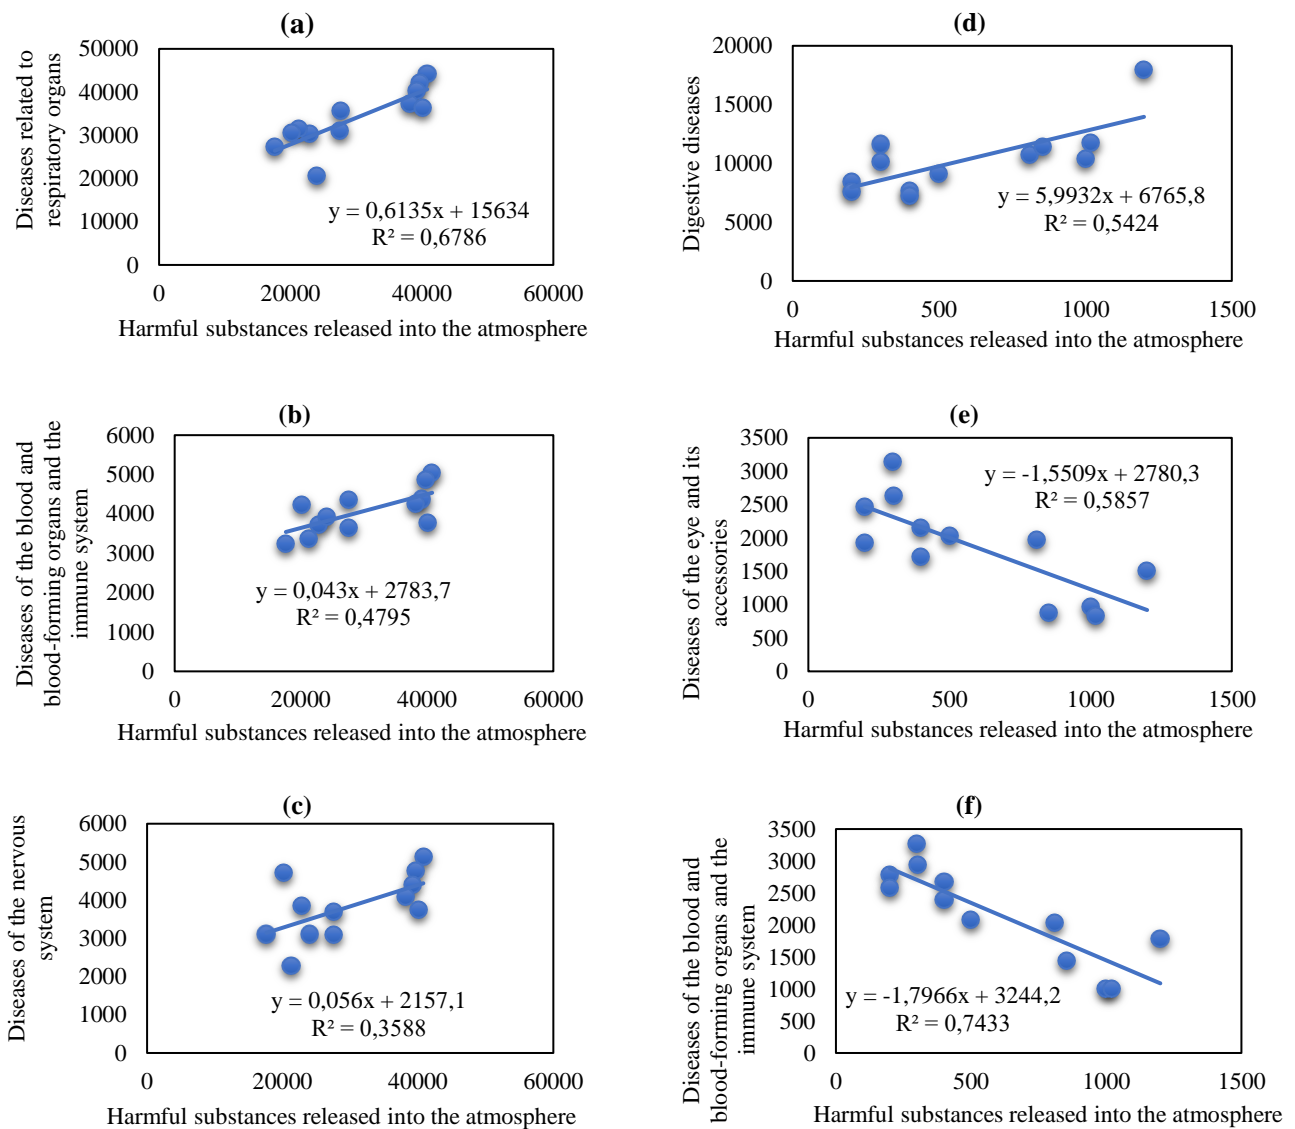 (a)
Diseases related to
respiratory organs
50000
40000
30000
20000
10000
0
y = 0,6135x + 15634
R² = 0,6786
0 20000 40000 60000
Harmful substances released into the atmosphere
(d)
Digestive diseases
20000
15000
10000
5000
0
y = 5,9932x + 6765,8
R² = 0,5424
0 500 1000 1500
Harmful substances released into the atmosphere
(b)
Diseases of the blood and
blood-forming organs and the
immune system
6000
5000
4000
3000
2000
1000
0
y = 0,043x + 2783,7
R² = 0,4795
0 20000 40000 60000
Harmful substances released into the atmosphere
(e)
Diseases of the eye and its
accessories
3500
3000
2500
2000
1500
1000
500
0
y = -1,5509x + 2780,3
R² = 0,5857
0 500 1000 1500
Harmful substances released into the atmosphere
(c)
Diseases of the nervous
system
6000
5000
4000
3000
2000
1000
0
y = 0,056x + 2157,1
R² = 0,3588
0 20000 40000 60000
Harmful substances released into the atmosphere
(f)
Diseases of the blood and
blood-forming organs and the
immune system
3500
3000
2500
2000
1500
1000
500
0
y = -1,7966x + 3244,2
R² = 0,7433
0 500 1000 1500
Harmful substances released into the atmosphere